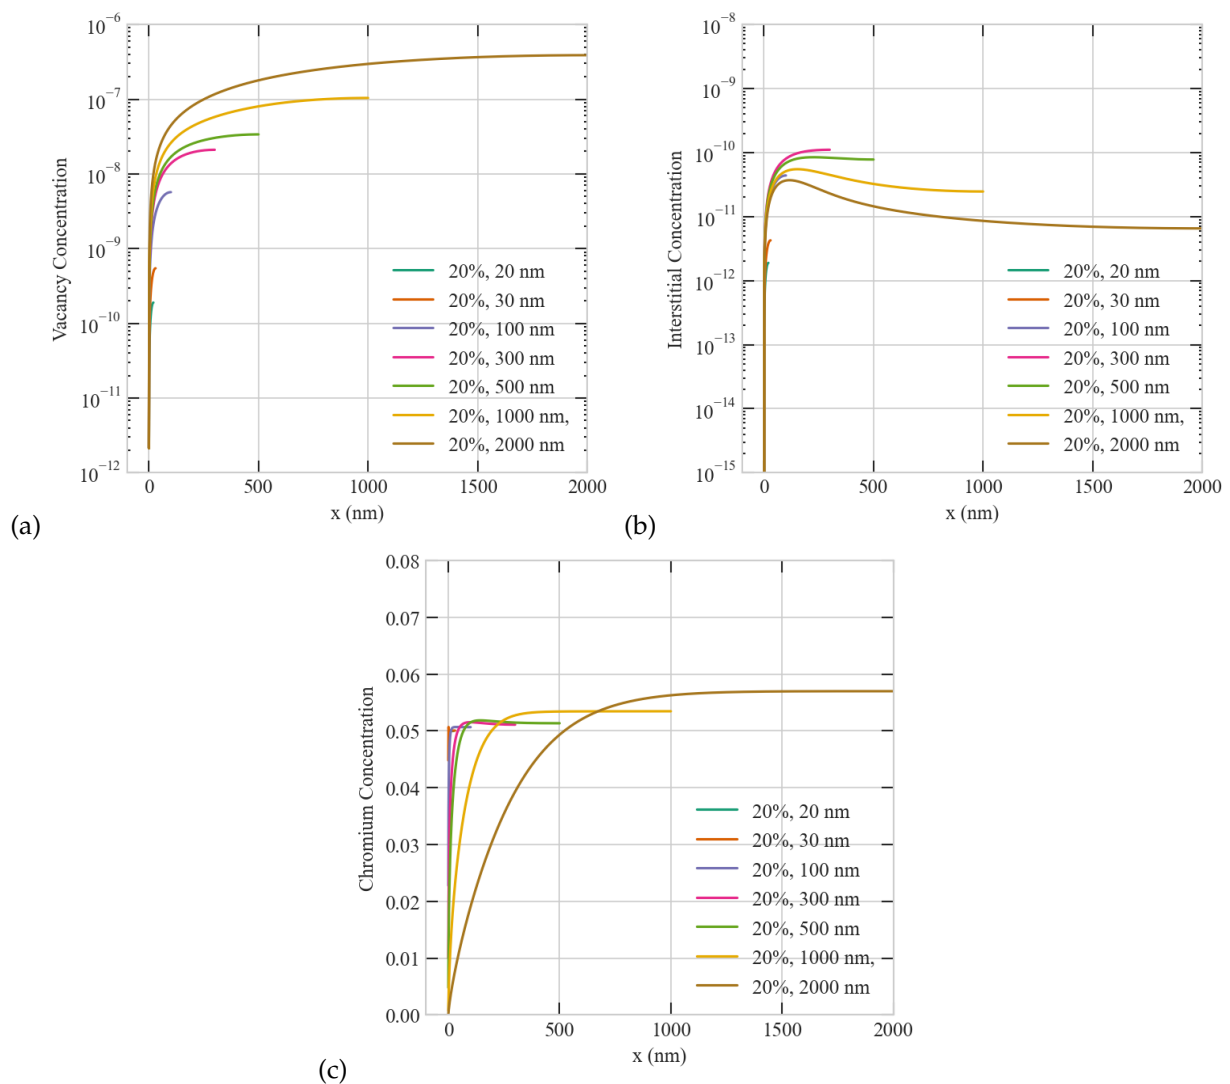 10⁻⁶
10⁻⁷
10⁻⁸
10⁻⁹
10⁻¹⁰
10⁻¹¹
10⁻¹²
Vacancy Concentration
20%, 20 nm
20%, 30 nm
20%, 100 nm
20%, 300 nm
20%, 500 nm
20%, 1000 nm,
20%, 2000 nm
0 500 1000 1500 2000
x (nm)
(a)
10⁻⁸
10⁻⁹
10⁻¹⁰
10⁻¹¹
10⁻¹²
10⁻¹³
10⁻¹⁴
10⁻¹⁵
Interstitial Concentration
20%, 20 nm
20%, 30 nm
20%, 100 nm
20%, 300 nm
20%, 500 nm
20%, 1000 nm,
20%, 2000 nm
0 500 1000 1500 2000
x (nm)
(b)
0.08
0.07
0.06
0.05
0.04
0.03
0.02
0.01
0.00
Chromium Concentration
20%, 20 nm
20%, 30 nm
20%, 100 nm
20%, 300 nm
20%, 500 nm
20%, 1000 nm,
20%, 2000 nm
0 500 1000 1500 2000
x (nm)
(c)